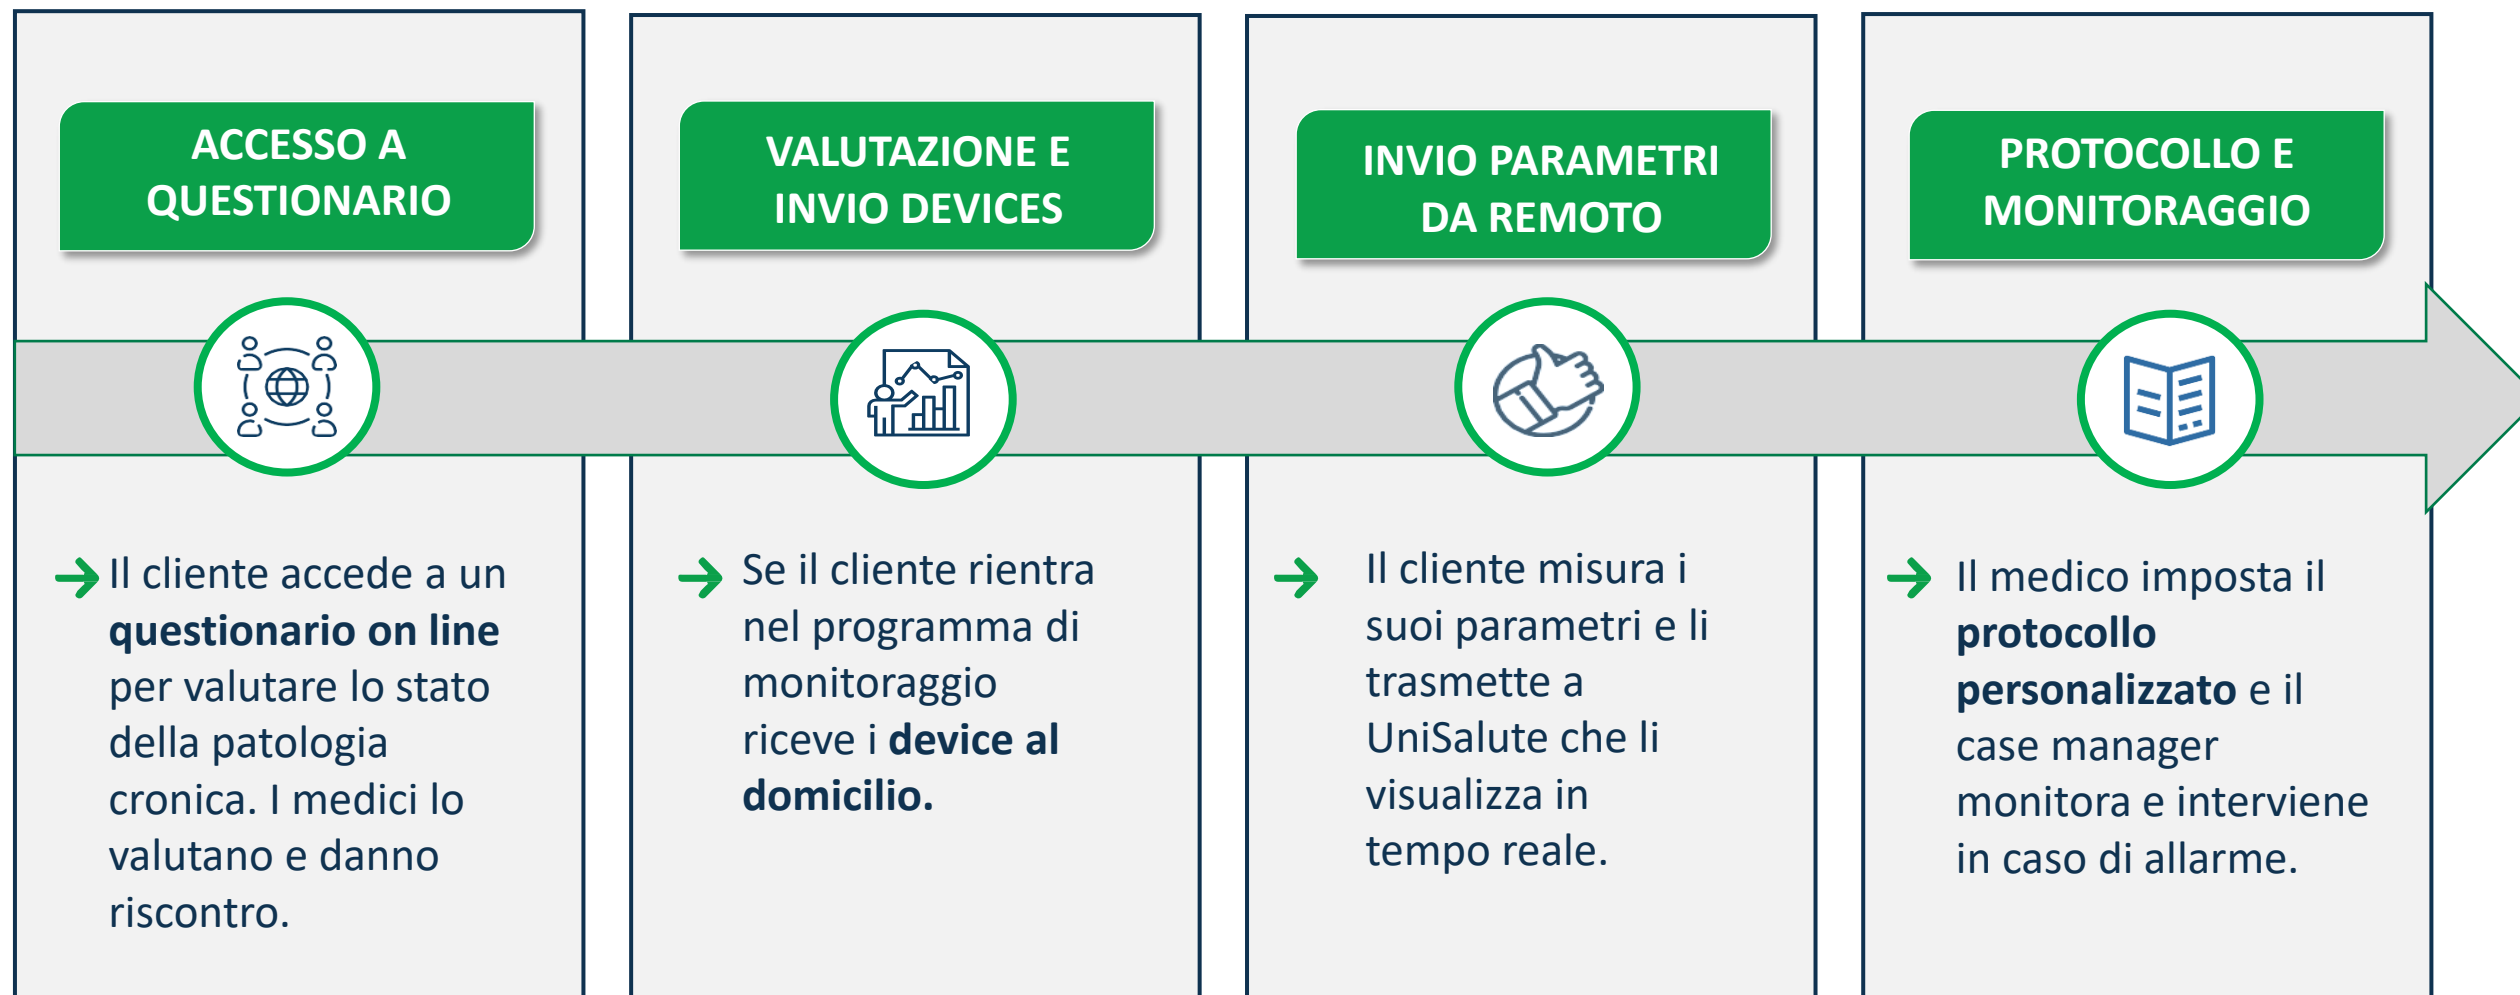 ACCESSO A
QUESTIONARIO
Il cliente accede a un
questionario on line
per valutare lo stato
della patologia
cronica. I medici lo
valutano e danno
riscontro.
VALUTAZIONE E
INVIO DEVICES
Se il cliente rientra
nel programma di
monitoraggio
riceve i device al
domicilio.
INVIO PARAMETRI
DA REMOTO
Il cliente misura i
suoi parametri e li
trasmette a
UniSalute che li
visualizza in
tempo reale.
PROTOCOLLO E
MONITORAGGIO
Il medico imposta il
protocollo
personalizzato e il
case manager
monitora e interviene
in caso di allarme.